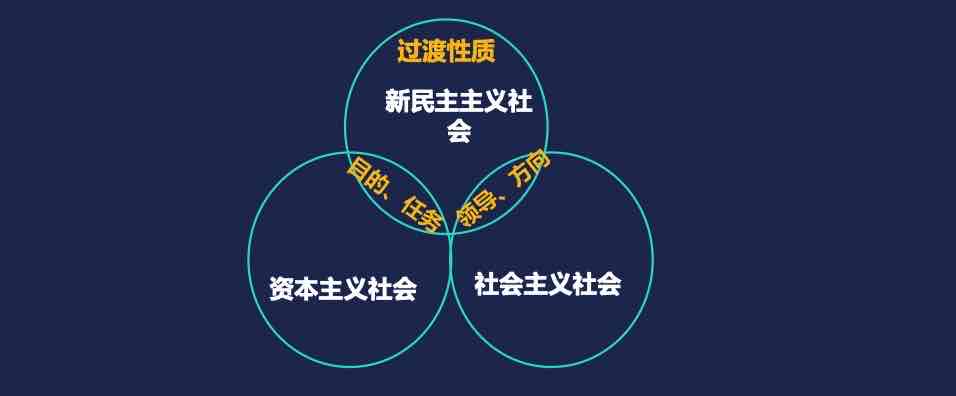 过渡性质
新民主主义社
会
目的、任务
领导、方向
资本主义社会
社会主义社会